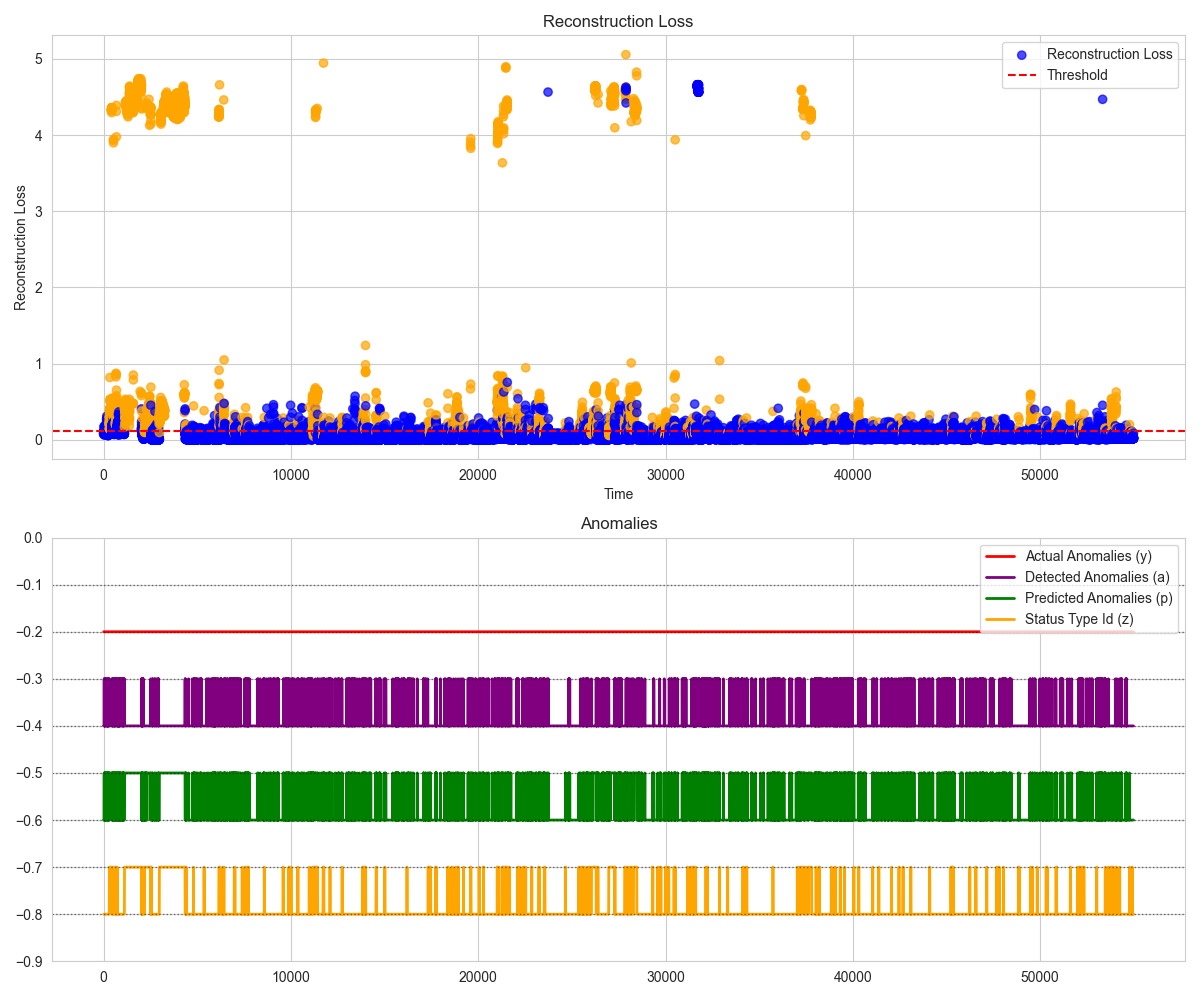 Reconstruction Loss
Reconstruction Loss
5
4
3
2
1
0
Reconstruction Loss
Threshold
0
10000
20000
30000
40000
50000
Time
Anomalies
0.0
−0.1
−0.2
−0.3
−0.4
−0.5
−0.6
−0.7
−0.8
−0.9
Actual Anomalies (y)
Detected Anomalies (a)
Predicted Anomalies (p)
Status Type Id (z)
0
10000
20000
30000
40000
50000